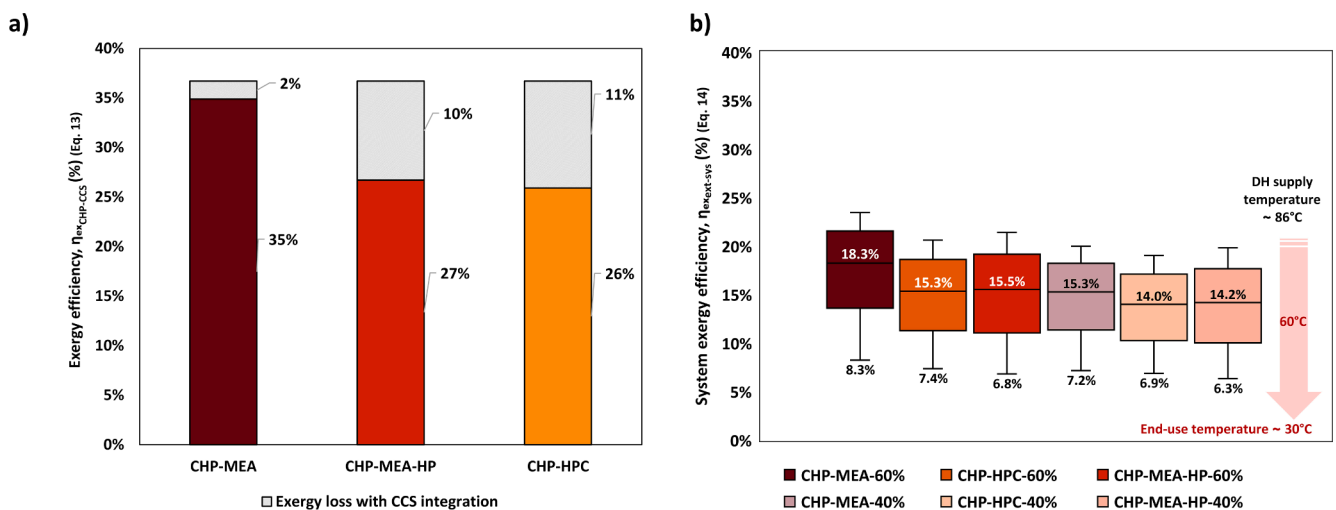 a)
Exergy efficiency, ηexCHP-CCS (%) (Eq. 13)
40%
35%
30%
25%
20%
15%
10%
5%
0%
2%
35%
10%
27%
11%
26%
CHP-MEA
CHP-MEA-HP
CHP-HPC
Exergy loss with CCS integration
b)
System exergy efficiency, ηexext-sys (%) (Eq. 14)
40%
35%
30%
25%
20%
15%
10%
5%
0%
18.3%
15.3%
15.5%
15.3%
14.0%
14.2%
8.3%
7.4%
6.8%
7.2%
6.9%
6.3%
DH supply
temperature
~ 86°C
60°C
End-use temperature ~ 30°C
CHP-MEA-60%
CHP-HPC-60%
CHP-MEA-HP-60%
CHP-MEA-40%
CHP-HPC-40%
CHP-MEA-HP-40%